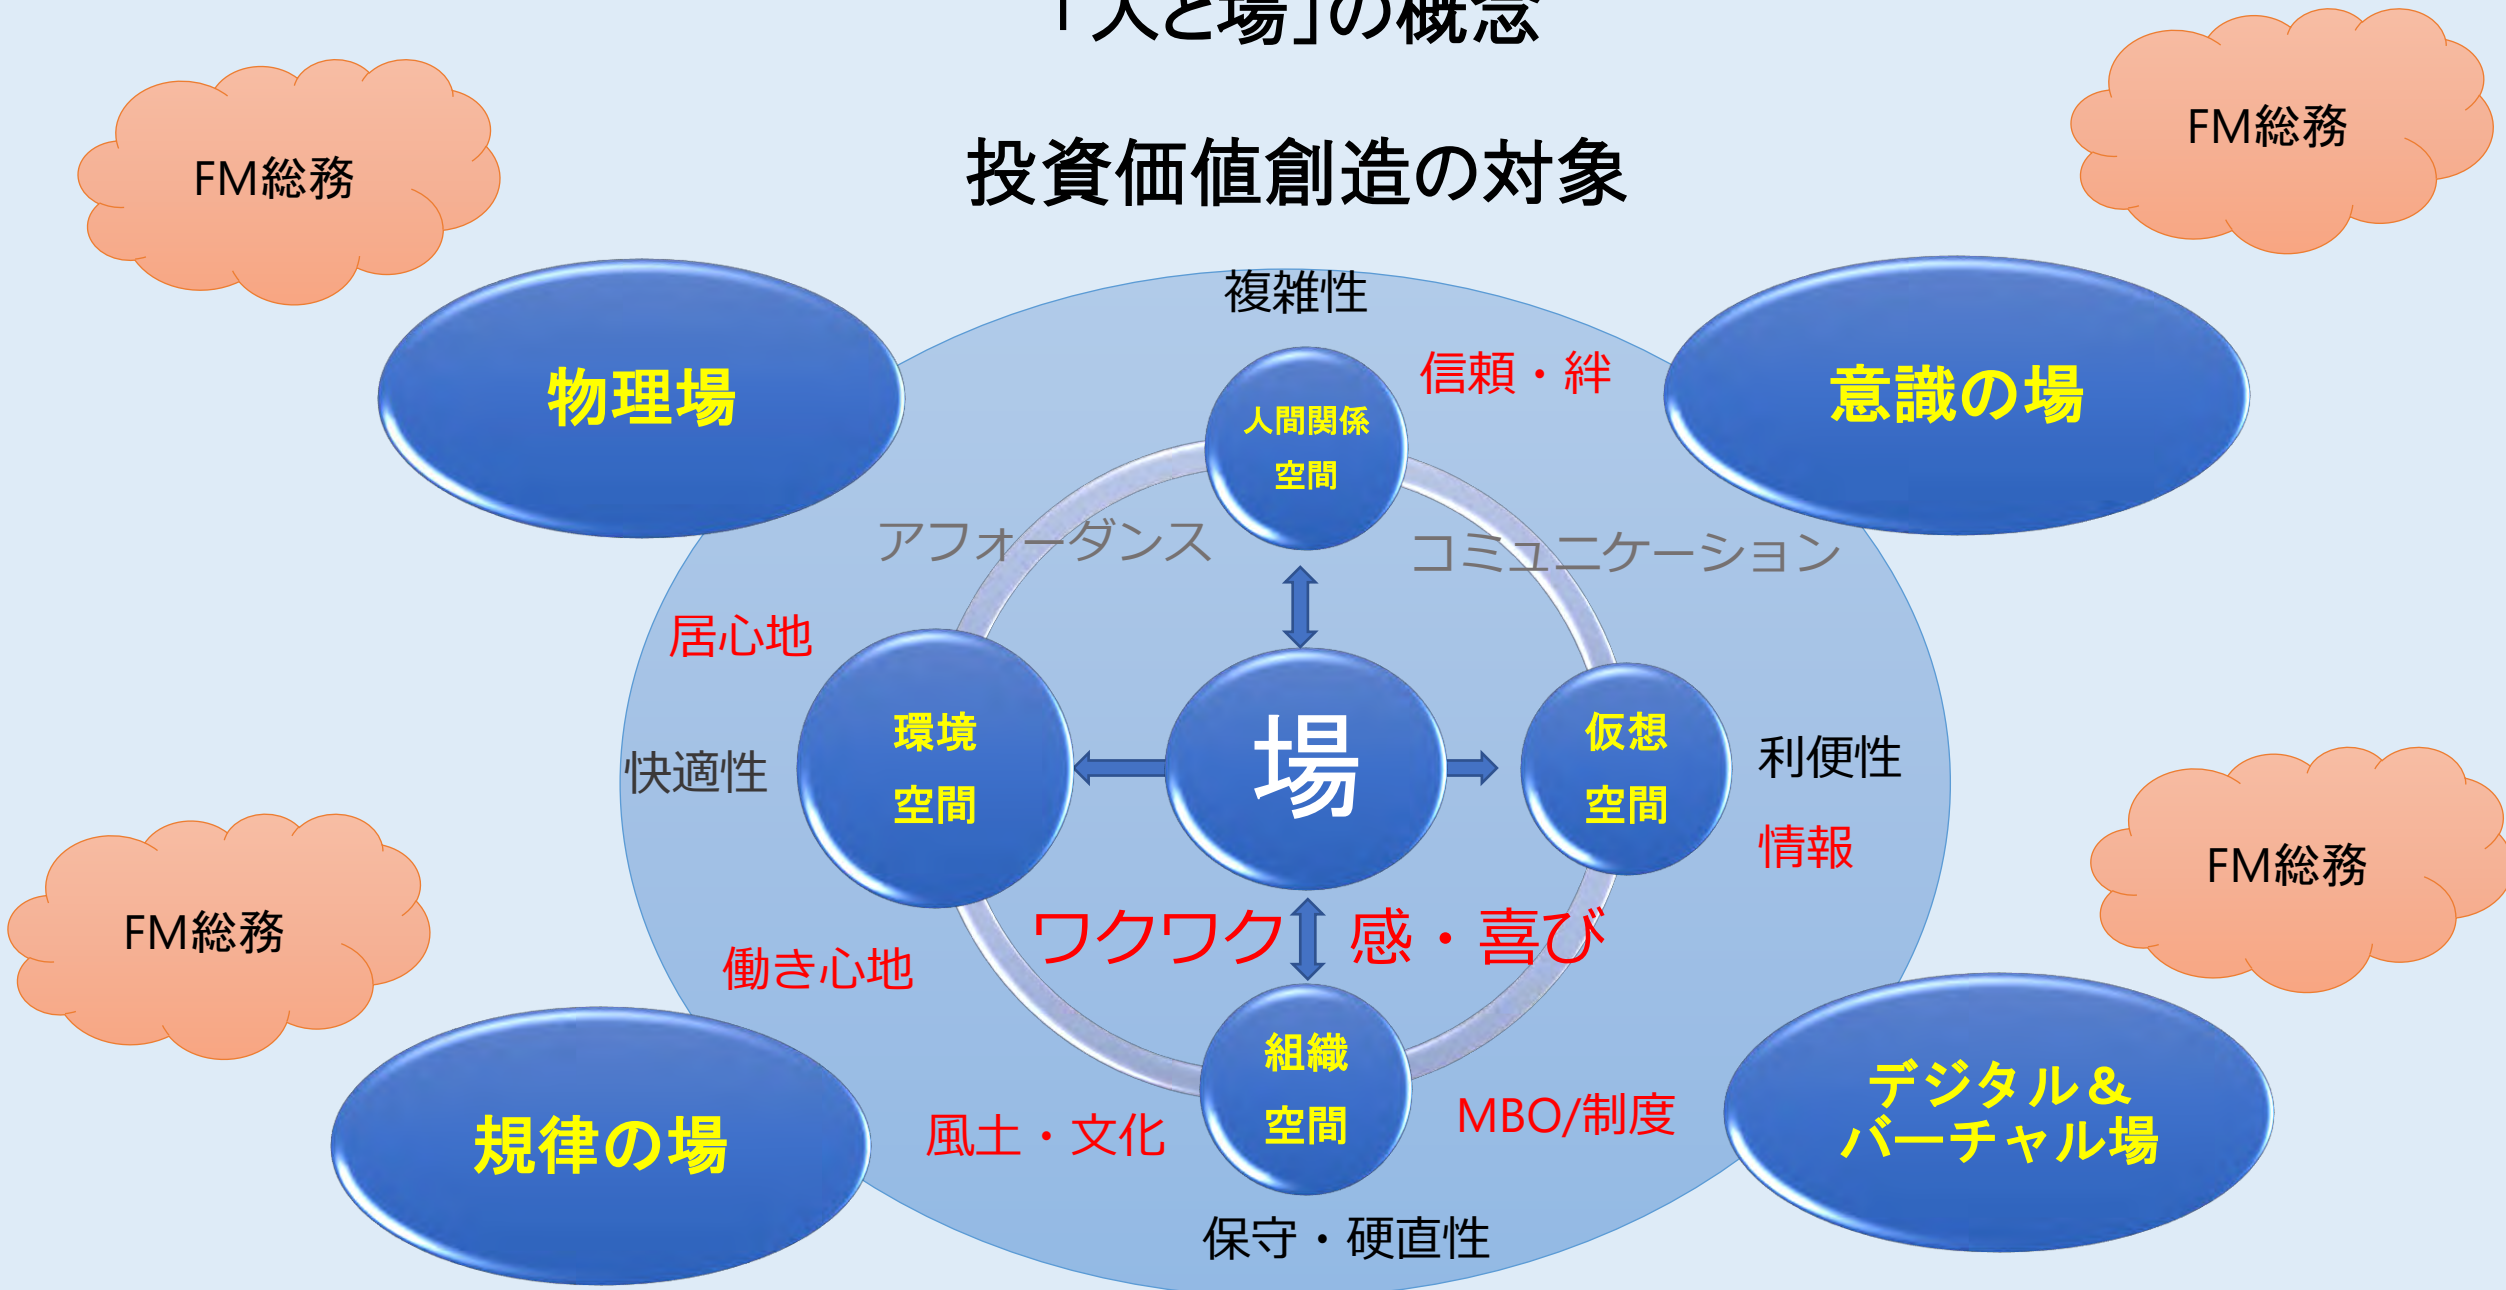 「人と場」の概念
投資価値創造の対象
FM総務
FM総務
物理場
意識の場
複雑性
信頼・絆
人間関係
空間
アフォーダンス
コミュニケーション
居心地
環境
空間
場
仮想
空間
快適性
利便性
情報
FM総務
FM総務
ワクワク 感・喜び
働き心地
組織
空間
風土・文化
MBO/制度
規律の場
デジタル＆
バーチャル場
保守・硬直性